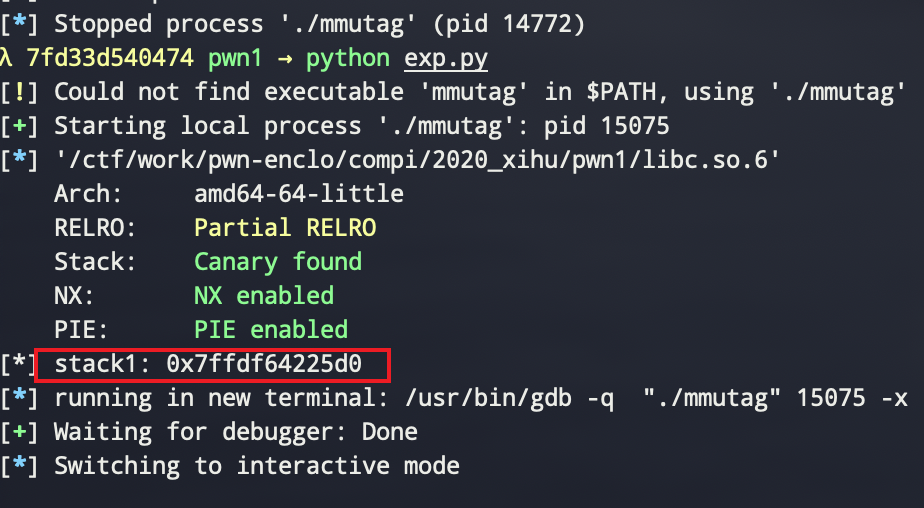 [*] Stopped process './mmutag' (pid 14772)
λ 7fd33d540474 pwn1 → python exp.py
[!] Could not find executable 'mmutag' in $PATH, using './mmutag'
[+] Starting local process './mmutag': pid 15075
[*] '/ctf/work/pwn-enclo/compi/2020_xihu/pwn1/libc.so.6'
    Arch:     amd64-64-little
    RELRO:    Partial RELRO
    Stack:    Canary found
    NX:       NX enabled
    PIE:      PIE enabled
[*] stack1: 0x7ffdf64225d0
[*] running in new terminal: /usr/bin/gdb -q  "./mmutag" 15075 -x
[+] Waiting for debugger: Done
[*] Switching to interactive mode